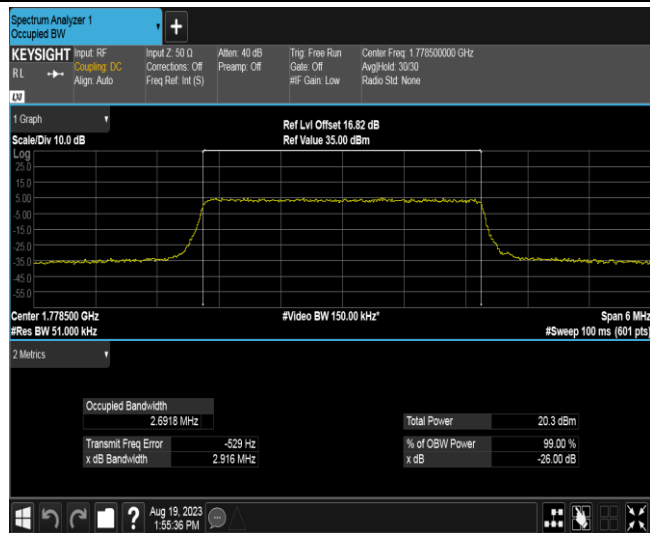 Spectrum Analyzer 1
Occupied BW
+
KEYSIGHT Input: RF Input Z: 50 Ω Atten: 40 dB Trig: Free Run Center Freq: 1.778500000 GHz
RL Coupling: DC Corrections: Off Preamp: Off Gate: Off Avg|Hold: 30/30
Align: Auto Freq Ref: Int (S) #IF Gain: Low Radio Std: None
1 Graph
Ref Lvl Offset 16.82 dB
Scale/Div 10.0 dB Ref Value 35.00 dBm
Log
25.0
15.0
5.00
-5.00
-15.0
-25.0
-35.0
-45.0
-55.0
Center 1.778500 GHz #Video BW 150.00 kHz* Span 6 MHz
#Res BW 51.000 kHz #Sweep 100 ms (601 pts)
2 Metrics
Occupied Bandwidth
2.6918 MHz Total Power 20.3 dBm
Transmit Freq Error -529 Hz % of OBW Power 99.00 %
x dB Bandwidth 2.916 MHz x dB -26.00 dB
? Aug 19, 2023
1:55:36 PM